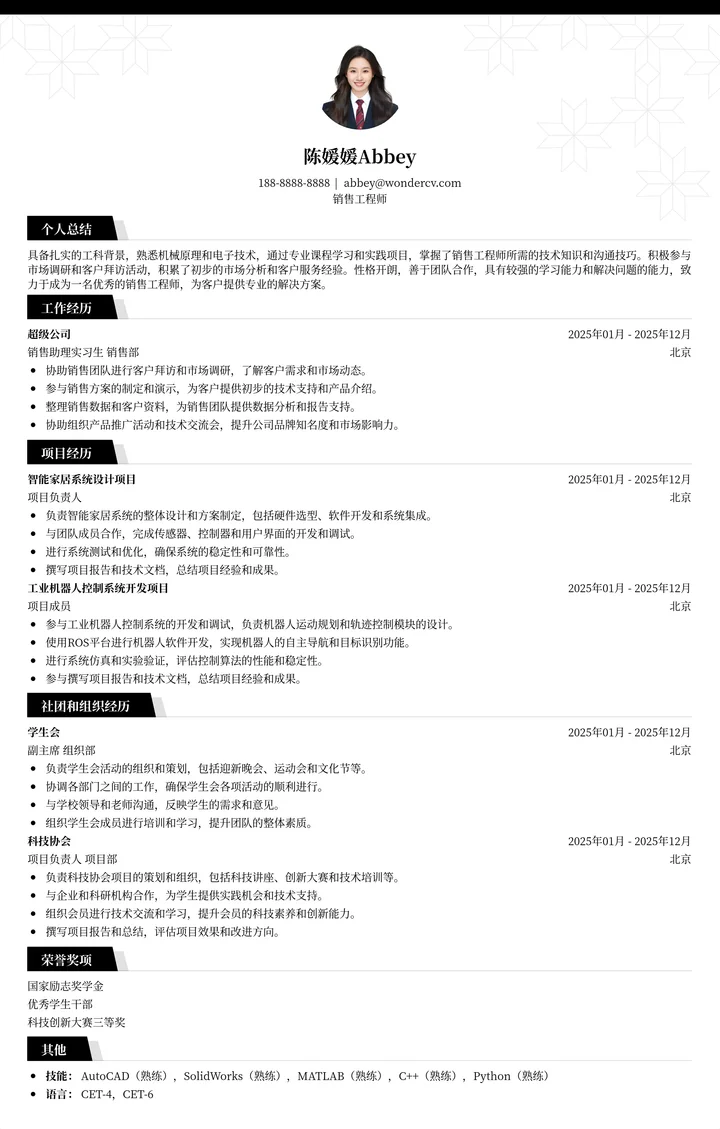 陈媛媛Abbey
188-8888-8888 | abbey@wondercv.com
销售工程师
个人总结
具备扎实的工科背景，熟悉机械原理和电子技术，通过专业课程学习和实践项目，掌握了销售工程师所需的技术知识和沟通技巧。积极参与
市场调研和客户拜访活动，积累了初步的市场分析和客户服务经验。性格开朗，善于团队合作，具有较强的学习能力和解决问题的能力，致
力于成为一名优秀的销售工程师，为客户提供专业的解决方案。
工作经历
超级公司 2025年01月 - 2025年12月
销售助理实习生 销售部 北京
• 协助销售团队进行客户拜访和市场调研，了解客户需求和市场动态。
• 参与销售方案的制定和演示，为客户提供初步的技术支持和产品介绍。
• 整理销售数据和客户资料，为销售团队提供数据分析和报告支持。
• 协助组织产品推广活动和技术交流会，提升公司品牌知名度和市场影响力。
项目经历
智能家居系统设计项目 2025年01月 - 2025年12月
项目负责人 北京
• 负责智能家居系统的整体设计和方案制定，包括硬件选型、软件开发和系统集成。
• 与团队成员合作，完成传感器、控制器和用户界面的开发和调试。
• 进行系统测试和优化，确保系统的稳定性和可靠性。
• 撰写项目报告和技术文档，总结项目经验和成果。
工业机器人控制系统开发项目 2025年01月 - 2025年12月
项目成员 北京
• 参与工业机器人控制系统的开发和调试，负责机器人运动规划和轨迹控制模块的设计。
• 使用ROS平台进行机器人软件开发，实现机器人的自主导航和目标识别功能。
• 进行系统仿真和实验验证，评估控制算法的性能和稳定性。
• 参与撰写项目报告和技术文档，总结项目经验和成果。
社团和组织经历
学生会 2025年01月 - 2025年12月
副主席 组织部 北京
• 负责学生会活动的组织和策划，包括迎新晚会、运动会和文化节等。
• 协调各部门之间的工作，确保学生会各项活动的顺利进行。
• 与学校领导和老师沟通，反映学生的需求和意见。
• 组织学生会成员进行培训和学习，提升团队的整体素质。
科技协会 2025年01月 - 2025年12月
项目负责人 项目部 北京
• 负责科技协会项目的策划和组织，包括科技讲座、创新大赛和技术培训等。
• 与企业和科研机构合作，为学生提供实践机会和技术支持。
• 组织会员进行技术交流和学习，提升会员的科技素养和创新能力。
• 撰写项目报告和总结，评估项目效果和改进方向。
荣誉奖项
国家励志奖学金
优秀学生干部
科技创新大赛三等奖
其他
• 技能： AutoCAD（熟练），SolidWorks（熟练），MATLAB（熟练），C++（熟练），Python（熟练）
• 语言： CET-4，CET-6